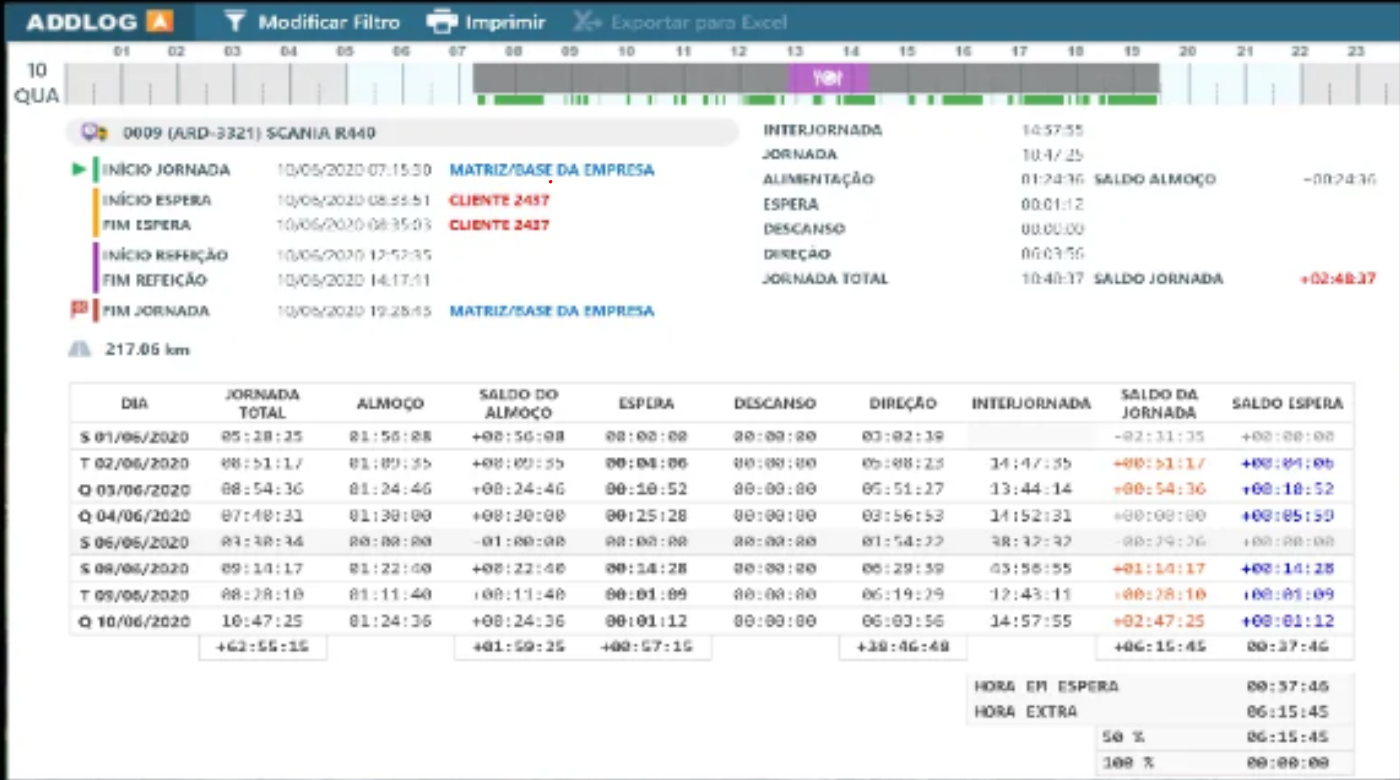 ADDLOG Modificar Filtro Imprimir Exportar para Excel
01 02 03 04 05 06 07 08 09 10 11 12 13 14 15 16 17 18 19 20 21 22 23
10
QUA
0009 (ARD-3321) SCANIA R440
INÍCIO JORNADA 10/06/2020 07:15:30 MATRIZ/BASE DA EMPRESA
INÍCIO ESPERA 10/06/2020 08:33:51 CLIENTE 2437
FIM ESPERA 10/06/2020 08:35:03 CLIENTE 2437
INÍCIO REFEIÇÃO 10/06/2020 12:52:35
FIM REFEIÇÃO 10/06/2020 14:17:11
FIM JORNADA 10/06/2020 19:28:43 MATRIZ/BASE DA EMPRESA
217.06 km
INTERJORNADA 14:57:55
JORNADA 10:47:25
ALIMENTAÇÃO 01:24:36 SALDO ALMOÇO +00:24:36
ESPERA 00:01:12
DESCANSO 00:00:00
DIREÇÃO 06:03:56
JORNADA TOTAL 10:48:37 SALDO JORNADA +02:48:37
DIA JORNADA TOTAL ALMOÇO SALDO DO ALMOÇO ESPERA DESCANSO DIREÇÃO INTERJORNADA SALDO DA JORNADA SALDO ESPERA
S 01/06/2020 05:28:25 01:56:08 +00:56:08 00:00:00 00:00:00 03:02:39 -02:31:35 +00:00:00
T 02/06/2020 08:51:17 01:09:35 +00:09:35 00:04:06 00:00:00 05:08:23 14:47:35 +00:51:17 +00:04:06
Q 03/06/2020 08:54:36 01:24:46 +00:24:46 00:10:52 00:00:00 05:51:27 13:44:14 +00:54:36 +00:10:52
Q 04/06/2020 07:40:31 01:30:00 +00:30:00 00:25:28 00:00:00 03:56:53 14:52:31 +00:00:00 +00:05:59
S 06/06/2020 03:30:34 00:00:00 -01:00:00 00:00:00 00:00:00 01:54:22 38:32:32 -00:29:26 +00:00:00
S 08/06/2020 09:14:17 01:22:40 +00:22:40 00:14:28 00:00:00 06:29:39 43:56:55 +01:14:17 +00:14:28
T 09/06/2020 08:28:10 01:11:40 +00:11:40 00:01:09 00:00:00 06:19:29 12:43:11 +00:28:10 +00:01:09
Q 10/06/2020 10:47:25 01:24:36 +00:24:36 00:01:12 00:00:00 06:03:56 14:57:55 +02:47:25 +00:01:12
+62:55:15 +01:59:25 +00:57:15 +38:46:48 +06:15:45 00:37:46
HORA EM ESPERA 00:37:46
HORA EXTRA 06:15:45
50 % 06:15:45
100 % 00:00:00